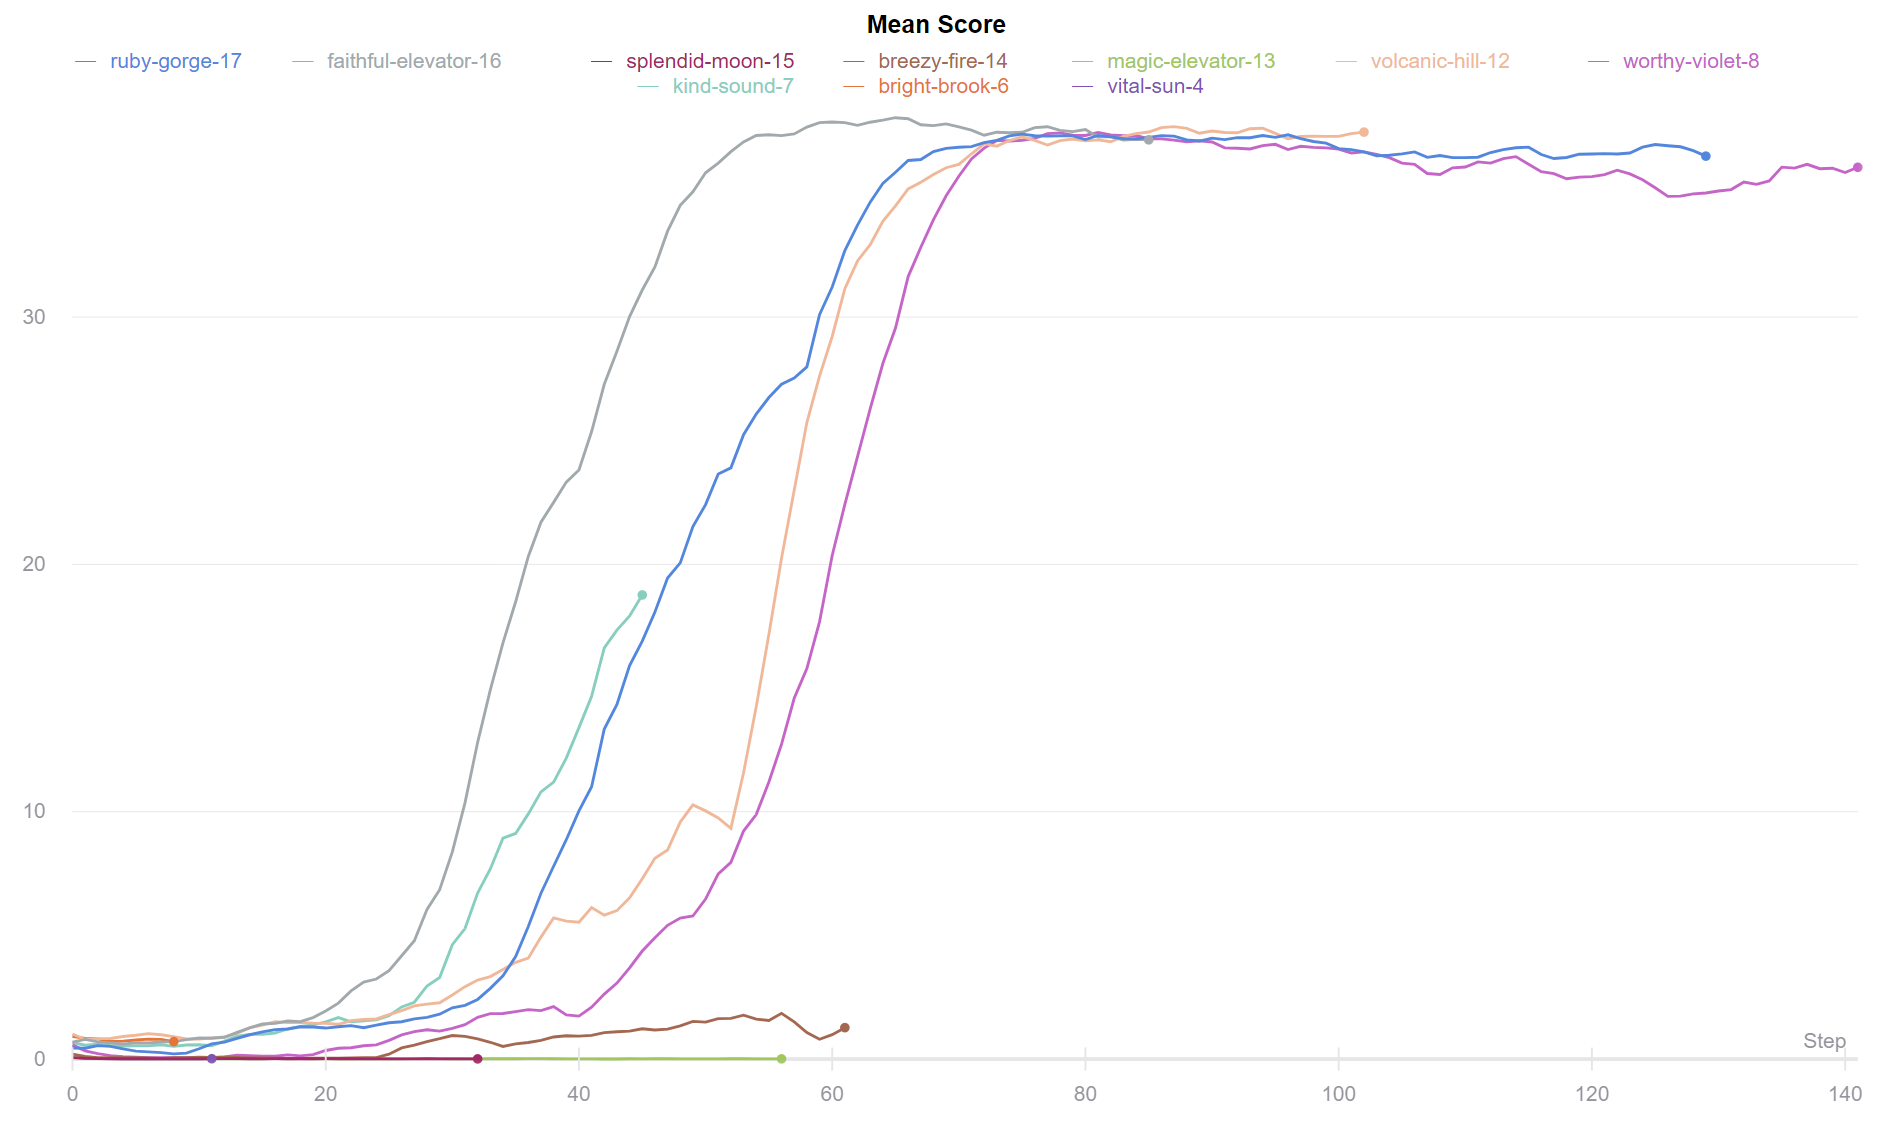 Mean Score
ruby-gorge-17 faithful-elevator-16 splendid-moon-15 breezy-fire-14 magic-elevator-13 volcanic-hill-12 worthy-violet-8
kind-sound-7 bright-brook-6 vital-sun-4
30
20
10
Step
0
0 20 40 60 80 100 120 140